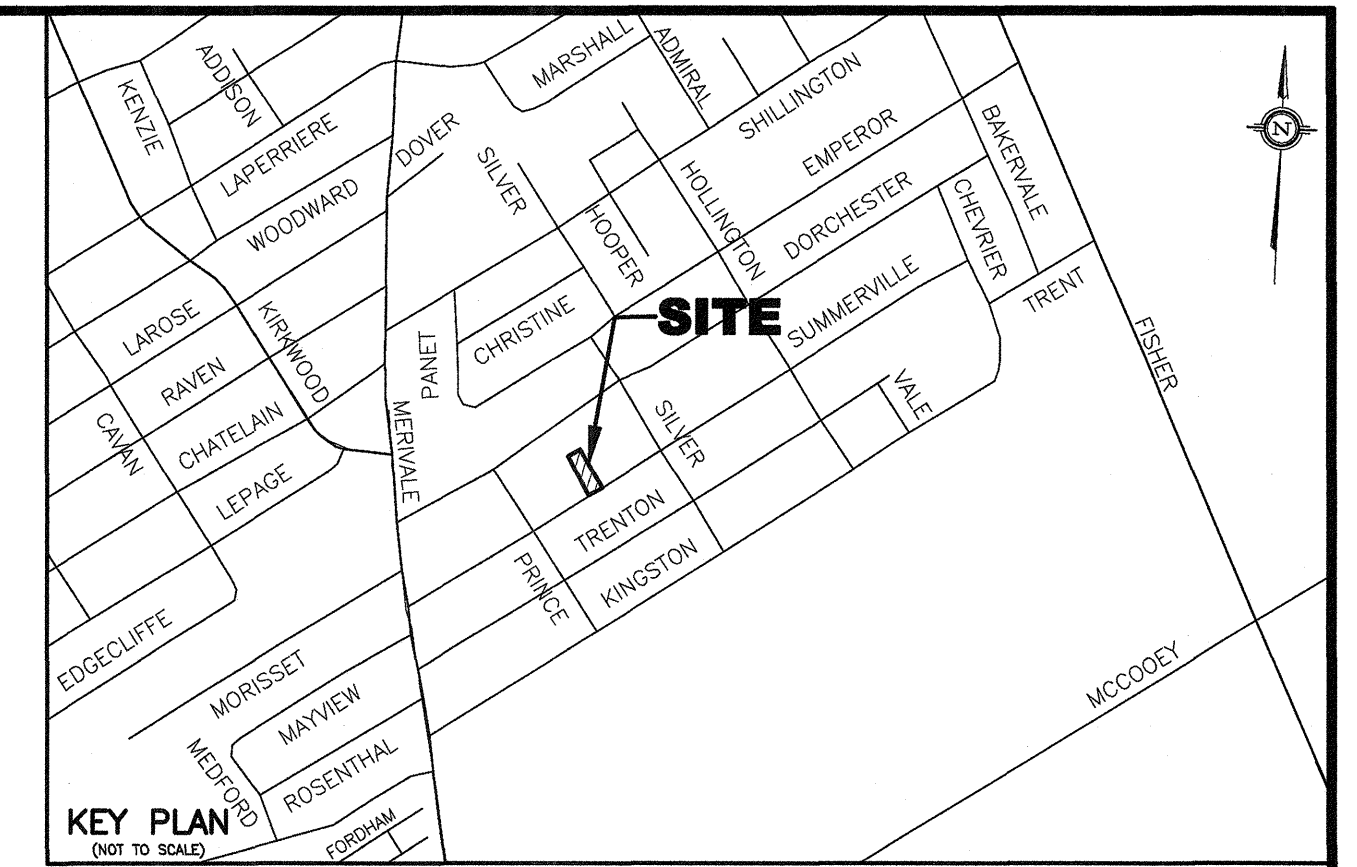 MARSHALL
ADMIRAL
ADDISON
KENZIE
SHILLINGTON
LAPERRIERE
DOVER
EMPEROR
BAKERVALE
SILVER
WOODWARD
HOLLINGTON
HOOPER
DORCHESTER
CHEVRIER
N
SUMMERVILLE
TRENT
LAROSE
KIRKWOOD
CHRISTINE
SITE
PANET
FISHER
RAVEN
MERIVALE
SILVER
VALE
CAVAN
CHATELAIN
LEPAGE
TRENTON
PRINCE
KINGSTON
EDGECLIFFE
MORISSET
MCCOOEY
MAYVIEW
MEDFORD
ROSENTHAL
KEY PLAN
(NOT TO SCALE)
FORDHAM